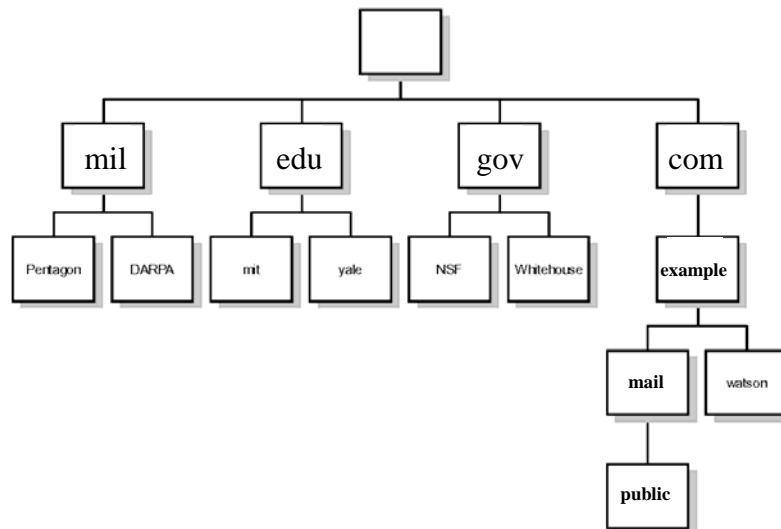 mil
edu
gov
com
Pentagon
DARPA
mit
yale
NSF
Whitehouse
example
mail
watson
public